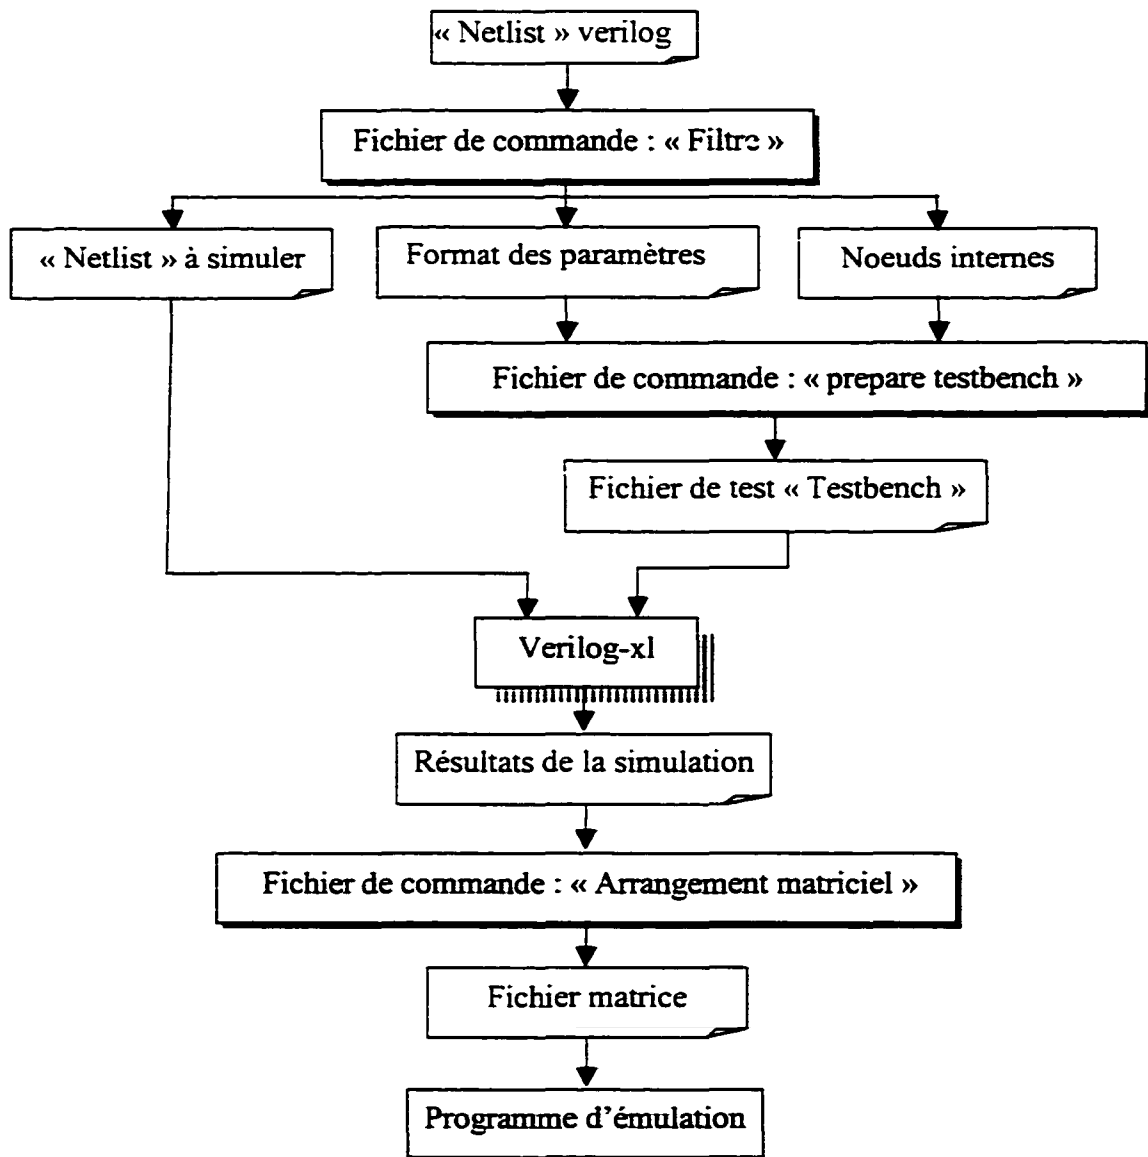 « Netlist » verilog
Fichier de commande : « Filtre »
« Netlist » à simuler
Format des paramètres
Noeuds internes
Fichier de commande : « prepare testbench »
Fichier de test « Testbench »
Verilog-xl
Résultats de la simulation
Fichier de commande : « Arrangement matriciel »
Fichier matrice
Programme d'émulation